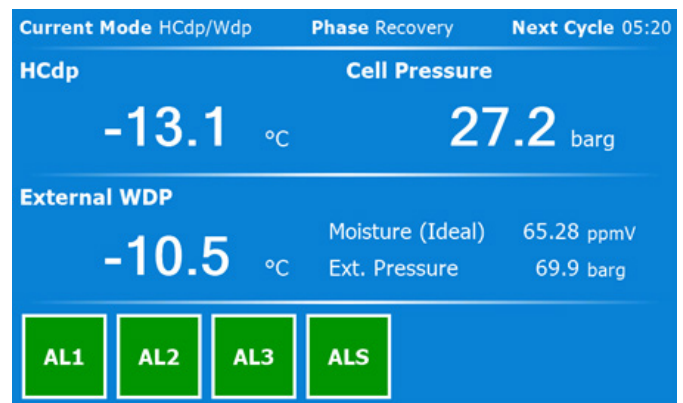 Current Mode HCdp/Wdp Phase Recovery Next Cycle 05:20
HCdp Cell Pressure
-13.1 °C 27.2 barg
External WDP
Moisture (Ideal) 65.28 ppmV
-10.5 °C Ext. Pressure 69.9 barg
AL1 AL2 AL3 ALS